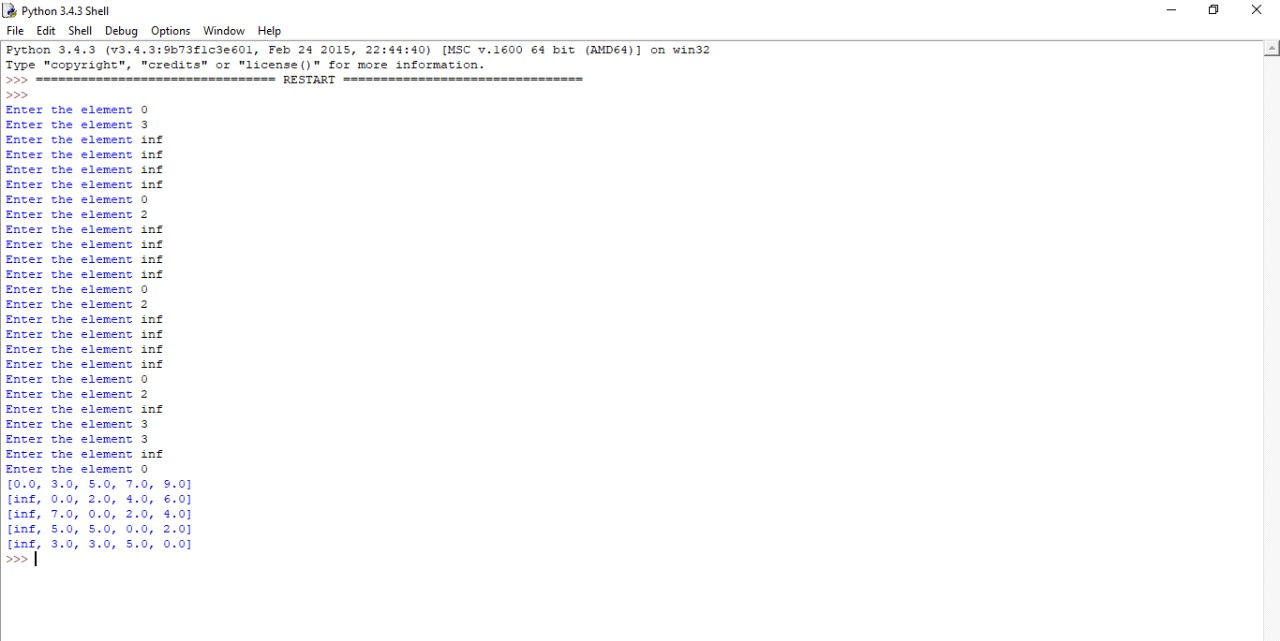 Python 3.4.3 Shell
File Edit Shell Debug Options Window Help
Python 3.4.3 (v3.4.3:9b73f1c3e601, Feb 24 2015, 22:44:40) [MSC v.1600 64 bit (AMD64)] on win32
Type "copyright", "credits" or "license()" for more information.
>>> ================================ RESTART ================================
>>>
Enter the element 0
Enter the element 3
Enter the element inf
Enter the element inf
Enter the element inf
Enter the element inf
Enter the element 0
Enter the element 2
Enter the element inf
Enter the element inf
Enter the element inf
Enter the element inf
Enter the element 0
Enter the element 2
Enter the element inf
Enter the element inf
Enter the element inf
Enter the element inf
Enter the element 0
Enter the element 2
Enter the element inf
Enter the element 3
Enter the element 3
Enter the element inf
Enter the element 0
[0.0, 3.0, 5.0, 7.0, 9.0]
[inf, 0.0, 2.0, 4.0, 6.0]
[inf, 7.0, 0.0, 2.0, 4.0]
[inf, 5.0, 5.0, 0.0, 2.0]
[inf, 3.0, 3.0, 5.0, 0.0]
>>>